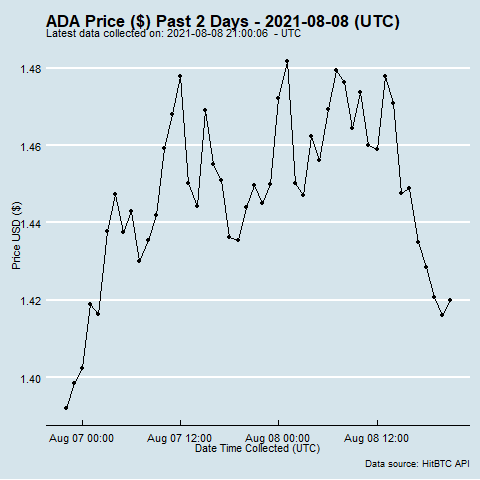 ADA Price ($) Past 2 Days - 2021-08-08 (UTC)
Latest data collected on: 2021-08-08 21:00:06 - UTC
1.48
1.46
1.44
1.42
1.40
Price USD ($)
Aug 07 00:00 Aug 07 12:00 Aug 08 00:00 Aug 08 12:00
Date Time Collected (UTC)
Data source: HitBTC API